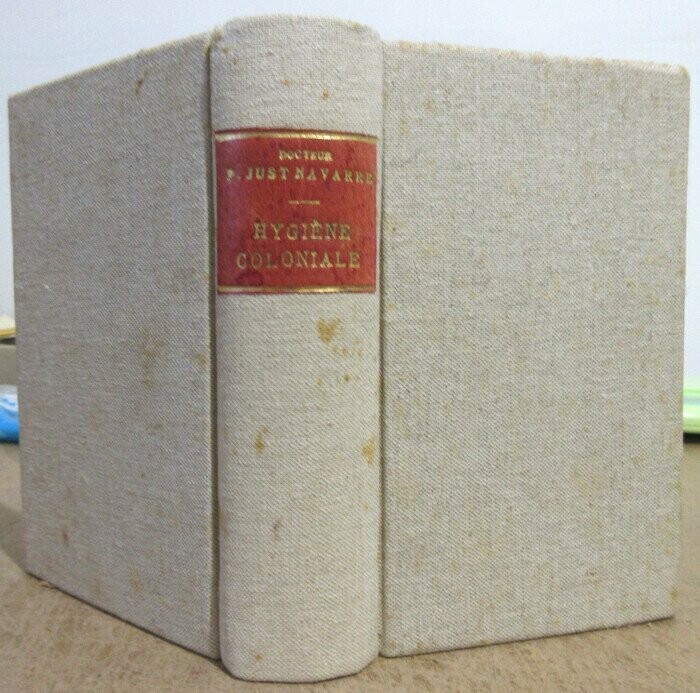 DOCTEUR
P. JUST NAVARRE
HYGIÈNE
COLONIALE